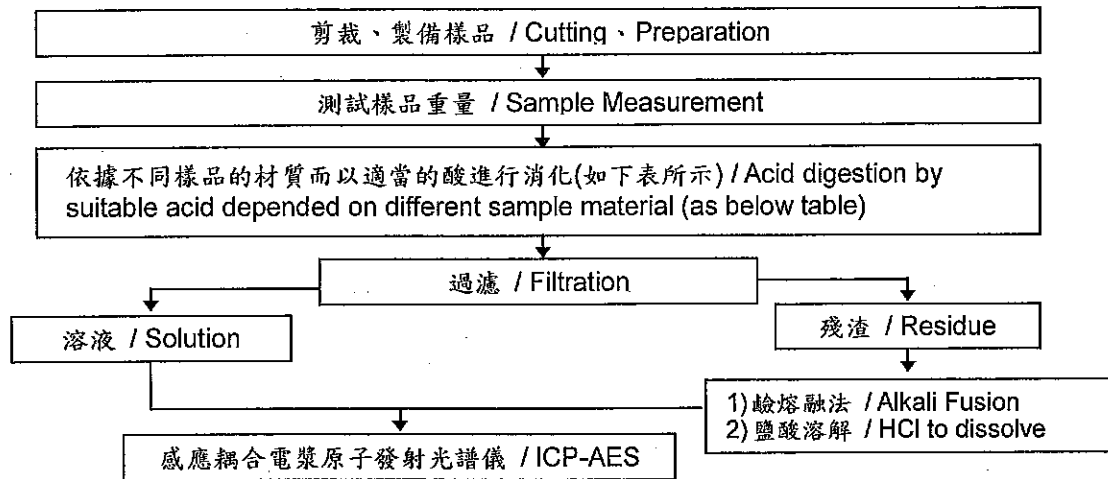 剪裁、製備樣品 / Cutting、Preparation
測試樣品重量 / Sample Measurement
依據不同樣品的材質而以適當的酸進行消化(如下表所示) / Acid digestion by
suitable acid depended on different sample material (as below table)
過濾 / Filtration
溶液 / Solution
殘渣 / Residue
1) 鹼熔融法 / Alkali Fusion
2) 鹽酸溶解 / HCl to dissolve
感應耦合電漿原子發射光譜儀 / ICP-AES